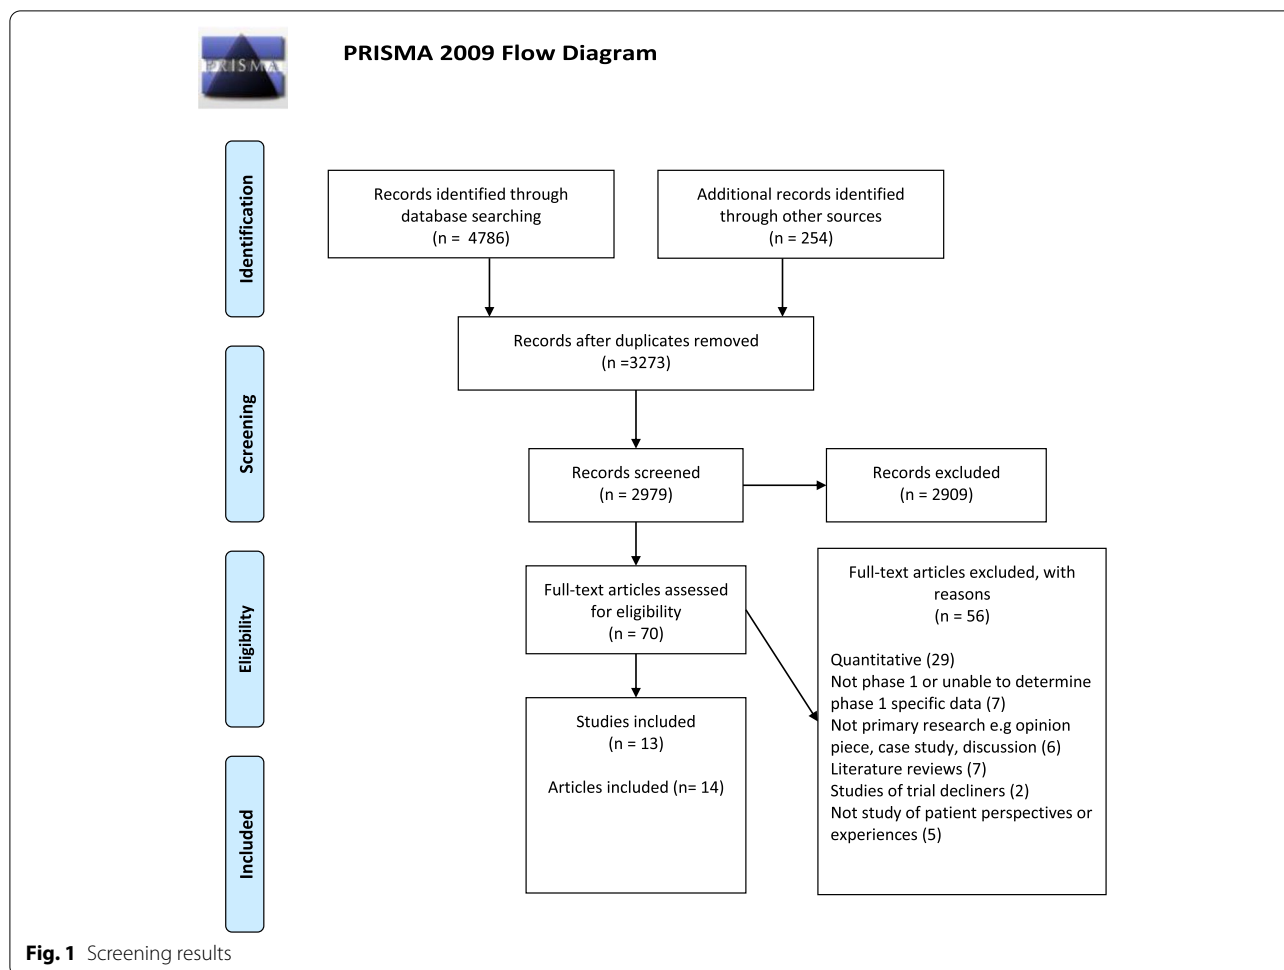 PRISMA
PRISMA 2009 Flow Diagram
Identification
Records identified through
database searching
(n = 4786)
Additional records identified
through other sources
(n = 254)
Records after duplicates removed
(n =3273)
Screening
Records screened
(n = 2979)
Records excluded
(n = 2909)
Eligibility
Full-text articles assessed
for eligibility
(n = 70)
Full-text articles excluded, with
reasons
(n = 56)
Quantitative (29)
Not phase 1 or unable to determine
phase 1 specific data (7)
Not primary research e.g opinion
piece, case study, discussion (6)
Literature reviews (7)
Studies of trial decliners (2)
Not study of patient perspectives or
experiences (5)
Included
Studies included
(n = 13)
Articles included (n= 14)
Fig. 1 Screening results